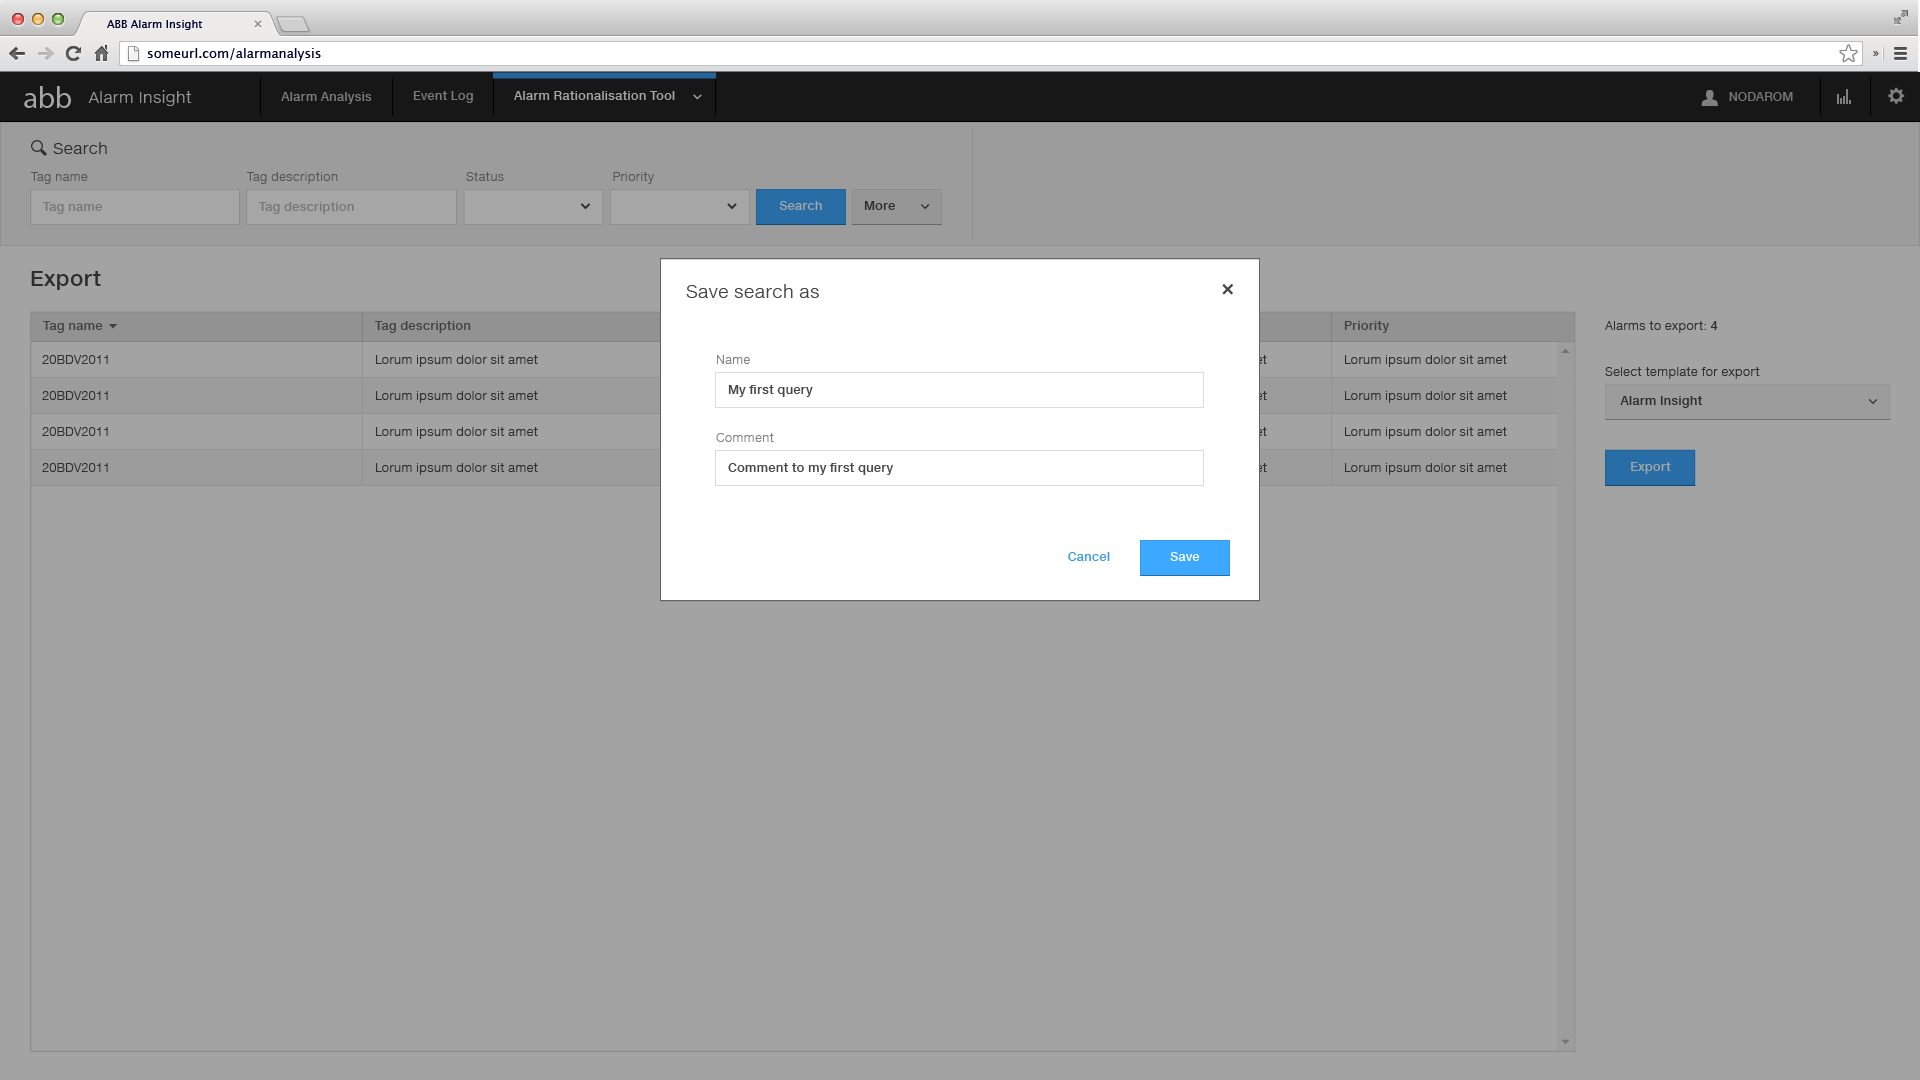 ABB Alarm Insight
someurl.com/alarmanalysis
abb Alarm Insight Alarm Analysis Event Log Alarm Rationalisation Tool NODAROM
Search
Tag name Tag description Status Priority
Tag name Tag description Search More
Export
Save search as
Tag name Tag description Priority
Alarms to export: 4
20BDV2011 Lorum ipsum dolor sit amet et Lorum ipsum dolor sit amet
Name
Select template for export
20BDV2011 Lorum ipsum dolor sit amet My first query et Lorum ipsum dolor sit amet
Alarm Insight
20BDV2011 Lorum ipsum dolor sit amet et Lorum ipsum dolor sit amet
Comment
20BDV2011 Lorum ipsum dolor sit amet Comment to my first query et Lorum ipsum dolor sit amet
Export
Cancel Save